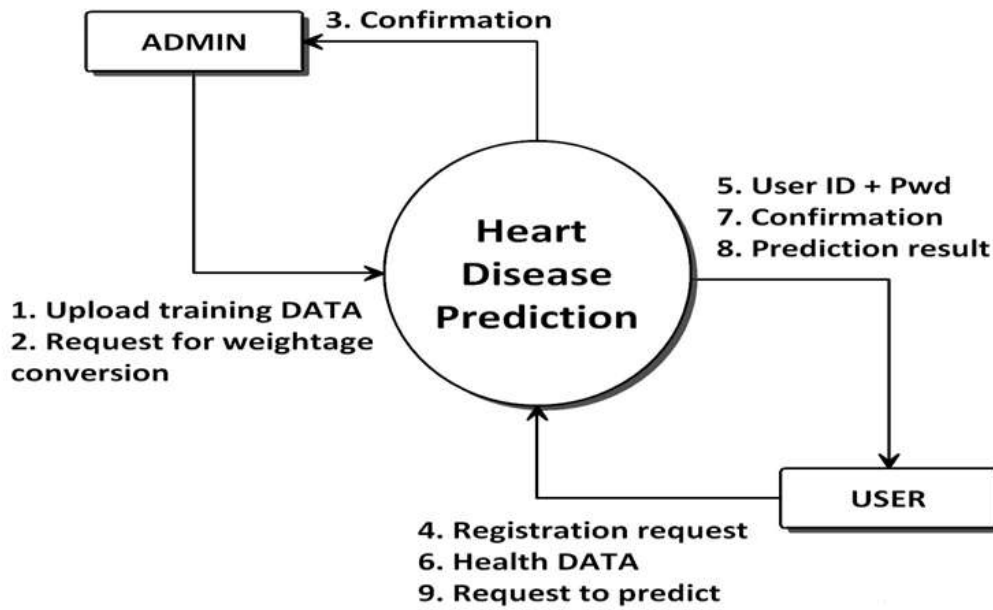 3. Confirmation
ADMIN
5. User ID + Pwd
7. Confirmation
8. Prediction result
Heart
Disease
Prediction
1. Upload training DATA
2. Request for weightage
conversion
USER
4. Registration request
6. Health DATA
9. Request to predict